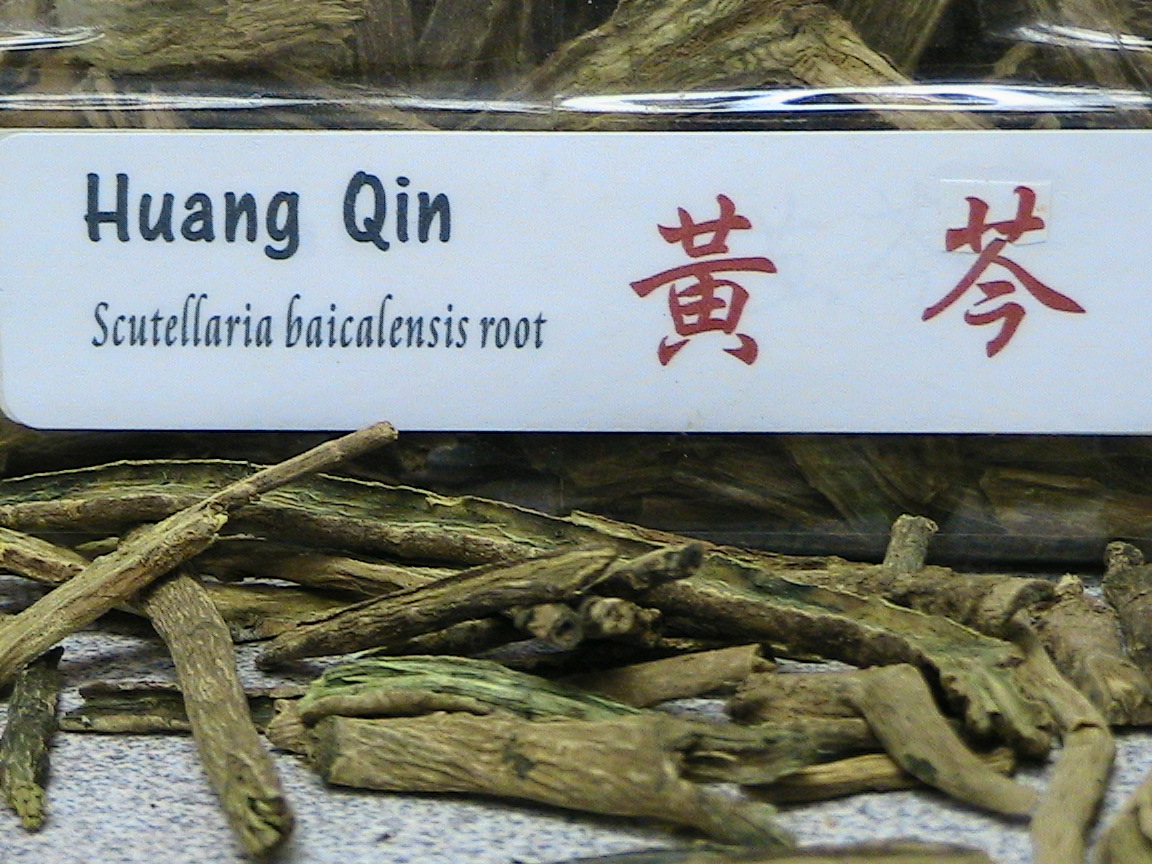 Huang Qin
Scutellaria baicalensis root
黃 芩